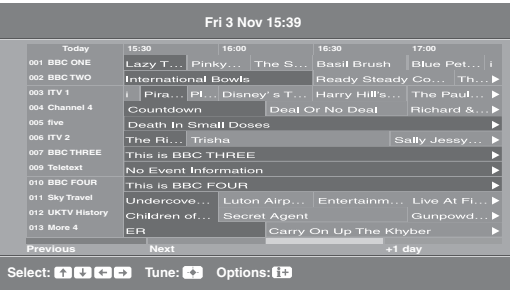 Fri 3 Nov 15:39
Today 15:30 16:00 16:30 17:00
001 BBC ONE Lazy T... Pinky... The S... Basil Brush Blue Pet... i
002 BBC TWO International Bowls Ready Steady Co... Th...
003 ITV 1 i Pira... Pl... Disney's T... Harry Hill's... The Paul...
004 Channel 4 Countdown Deal Or No Deal Richard &...
005 five Death In Small Doses
006 ITV 2 The Ri... Trisha Sally Jessy...
007 BBC THREE This is BBC THREE
009 Teletext No Event Information
010 BBC FOUR This is BBC FOUR
011 Sky Travel Undercove... Luton Airp... Entertainm... Live At Fi...
012 UKTV History Children of... Secret Agent Gunpowd...
013 More 4 ER Carry On Up The Khyber
Previous Next +1 day
Select: Tune: Options: i+